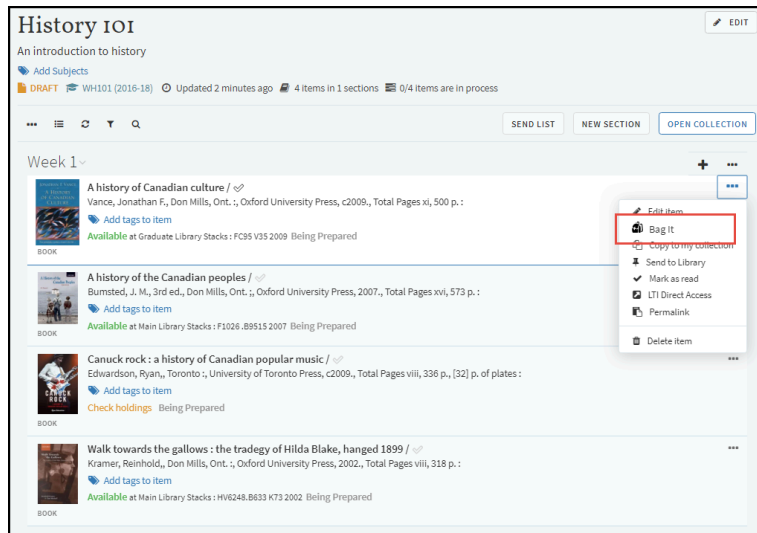 History 101
EDIT
An introduction to history
Add Subjects
DRAFT WH101 (2016-18) Updated 2 minutes ago 4 items in 1 sections 0/4 items are in process
SEND LIST NEW SECTION OPEN COLLECTION
Week 1
A history of Canadian culture /
Vance, Jonathan F., Don Mills, Ont. :, Oxford University Press, c2009., Total Pages xi, 500 p. :
Add tags to item
Available at Graduate Library Stacks : FC95 V35 2009 Being Prepared
BOOK
Edit item
Bag It
Copy to my collection
Send to Library
Mark as read
LTI Direct Access
Permalink
Delete item
A history of the Canadian peoples /
Bumsted, J. M., 3rd ed., Don Mills, Ont. :, Oxford University Press, 2007., Total Pages xvi, 573 p. :
Add tags to item
Available at Main Library Stacks : F1026 .B9515 2007 Being Prepared
BOOK
CANUCK
ROCK
Canuck rock : a history of Canadian popular music /
Edwardson, Ryan,, Toronto :, University of Toronto Press, c2009., Total Pages viii, 336 p., [32] p. of plates :
Add tags to item
Check holdings Being Prepared
BOOK
Walk towards the gallows : the tradegy of Hilda Blake, hanged 1899 /
Kramer, Reinhold,, Don Mills, Ont. :, Oxford University Press, 2002., Total Pages viii, 318 p. :
Add tags to item
Available at Main Library Stacks : HV6248.B633 K73 2002 Being Prepared
BOOK